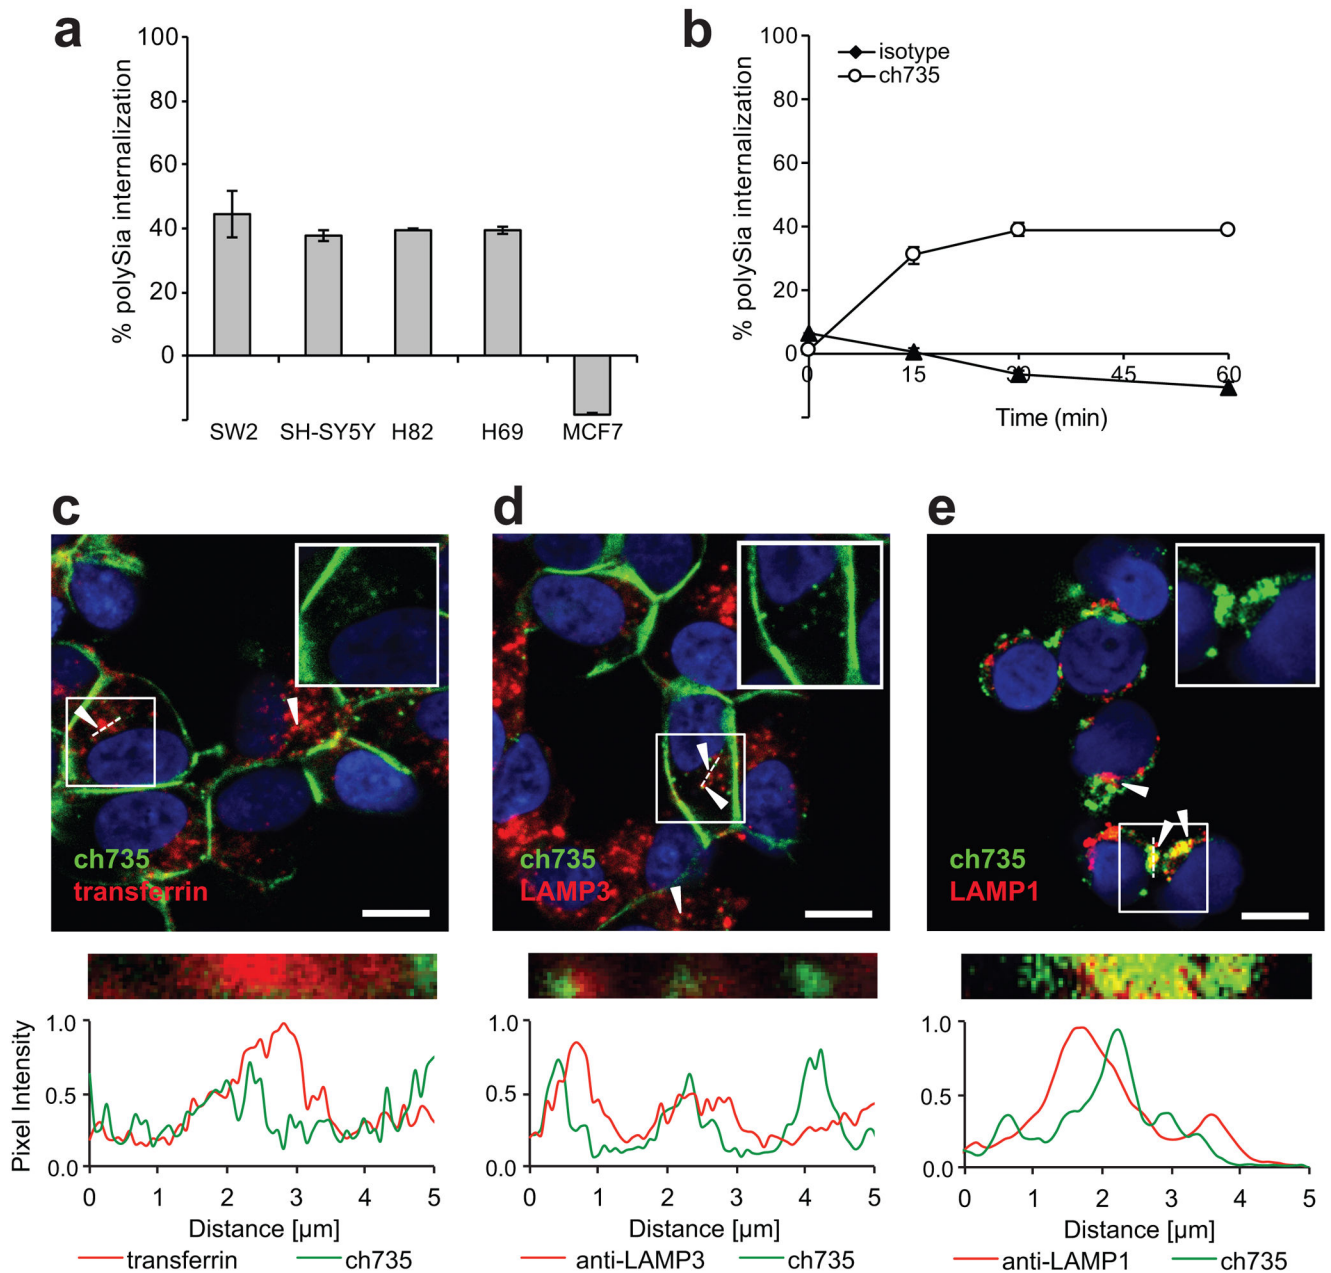 a
% polySia internalization
100
80
60
40
20
0
SW2 SH-SY5Y H82 H69 MCF7
b
% polySia internalization
100
80
60
40
20
0
isotype
ch735
0 15 30 45 60
Time (min)
c
ch735
transferrin
d
ch735
LAMP3
e
ch735
LAMP1
Pixel Intensity
1.0
0.5
0.0
0 1 2 3 4 5
Distance [µm]
transferrin ch735
1.0
0.5
0.0
0 1 2 3 4 5
Distance [µm]
anti-LAMP3 ch735
1.0
0.5
0.0
0 1 2 3 4 5
Distance [µm]
anti-LAMP1 ch735